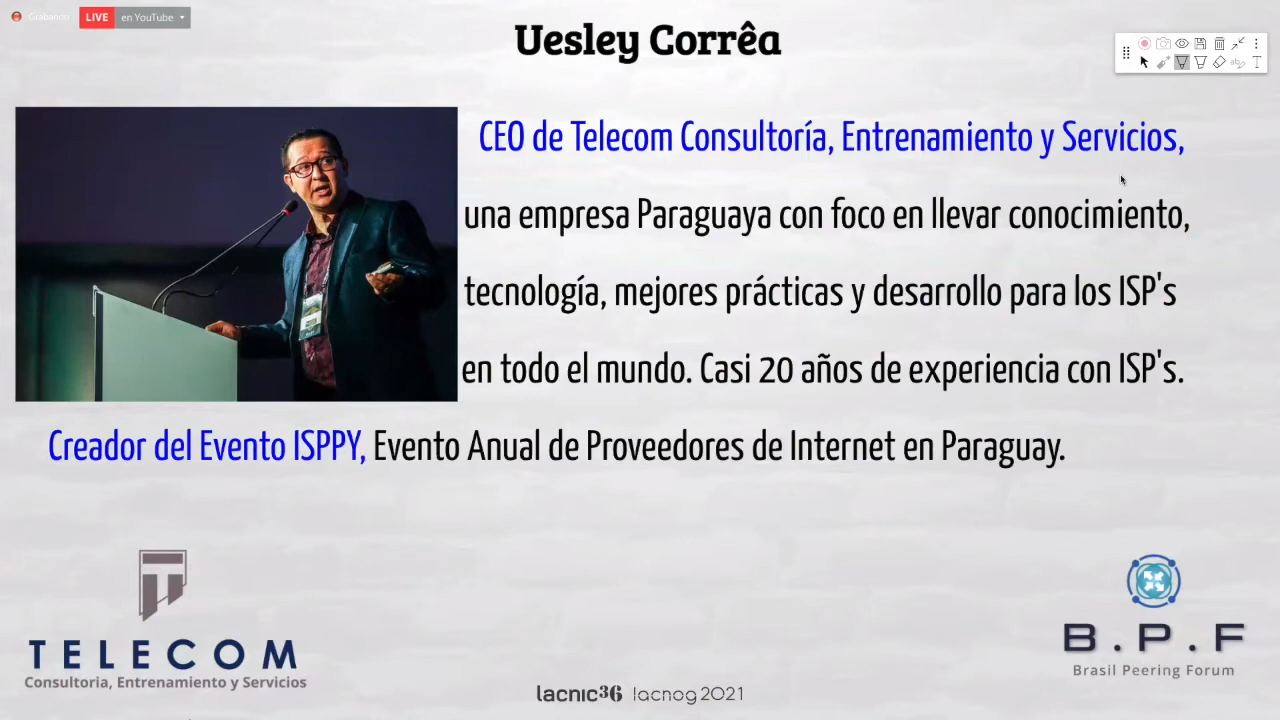 Grabando
LIVE en YouTube
Uesley Corrêa
CEO de Telecom Consultoría, Entrenamiento y Servicios,
una empresa Paraguaya con foco en llevar conocimiento,
tecnología, mejores prácticas y desarrollo para los ISP's
en todo el mundo. Casi 20 años de experiencia con ISP's.
Creador del Evento ISPPY, Evento Anual de Proveedores de Internet en Paraguay.
TELECOM
Consultoria, Entrenamiento y Servicios
B.P.F
Brasil Peering Forum
lacnic36 lacnog2021